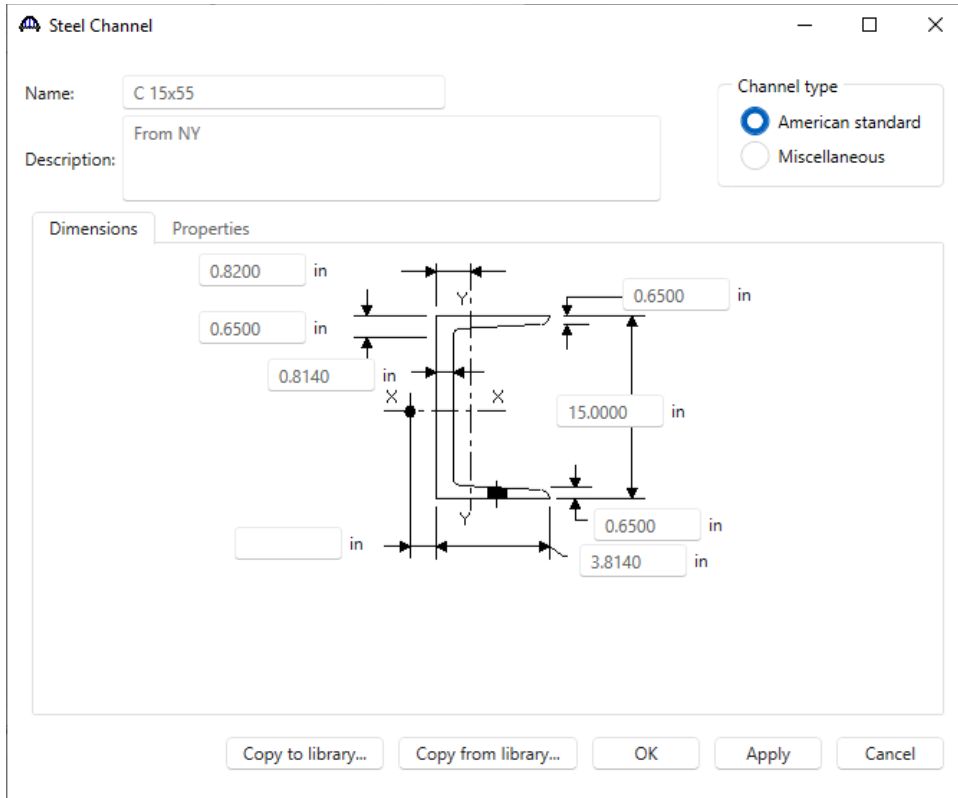 Steel Channel
Name: C 15x55
Description: From NY
Channel type
American standard
Miscellaneous
Dimensions Properties
0.8200 in
Y
0.6500 in
0.6500 in
0.8140 in
X X
15.0000 in
Y
0.6500 in
in
3.8140 in
Copy to library... Copy from library... OK Apply Cancel